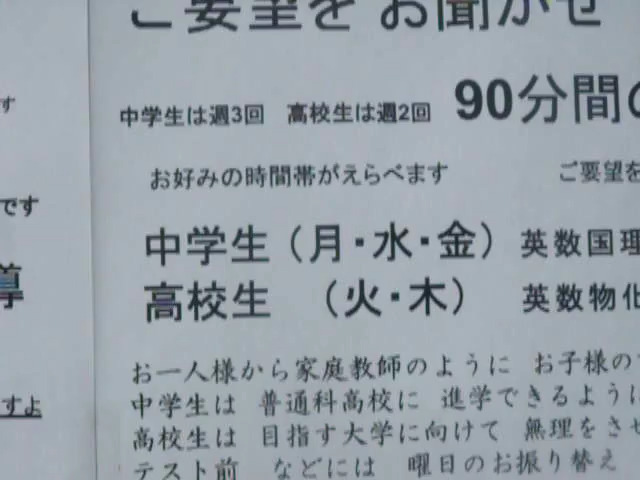 ご要望を お聞かせ
中学生は週3回 高校生は週2回 90分間の
お好みの時間帯がえらべます ご要望を
中学生(月・水・金) 英数国理
高校生 (火・木) 英数物化
お一人様から家庭教師のように お子様の
中学生は 普通科高校に 進学できるように
高校生は 目指す大学に向けて 無理をさせ
テスト前 などには 曜日のお振り替え
す
です
導
すよ